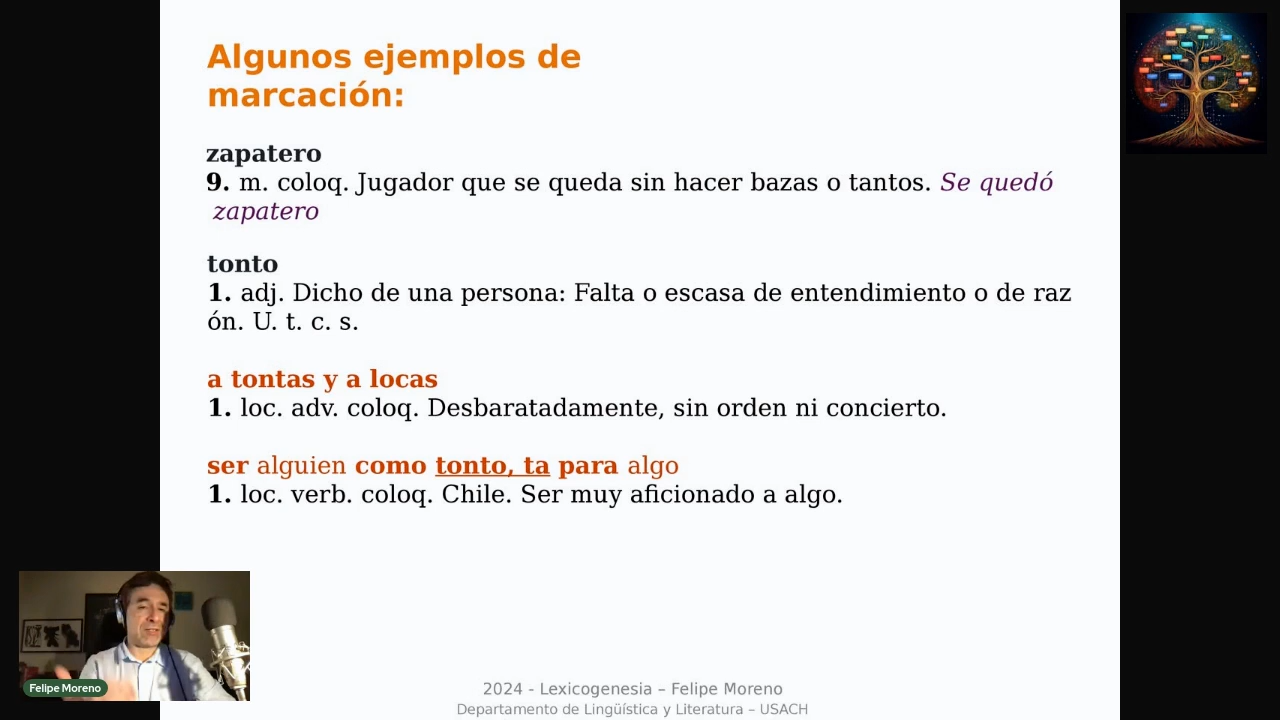 Algunos ejemplos de
marcación:
zapatero
9. m. coloq. Jugador que se queda sin hacer bazas o tantos. Se quedó
zapatero
tonto
1. adj. Dicho de una persona: Falta o escasa de entendimiento o de raz
ón. U. t. c. s.
a tontas y a locas
1. loc. adv. coloq. Desbaratadamente, sin orden ni concierto.
ser alguien como tonto, ta para algo
1. loc. verb. coloq. Chile. Ser muy aficionado a algo.
Felipe Moreno
2024 - Lexicogenesia – Felipe Moreno
Departamento de Lingüística y Literatura – USACH